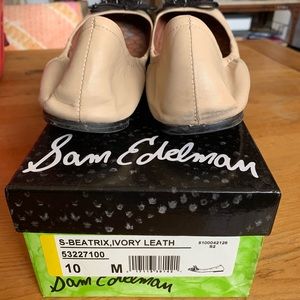 Sam Edelman
S-BEATRIX,IVORY LEATH
53227100
10 M
Sam Edelman